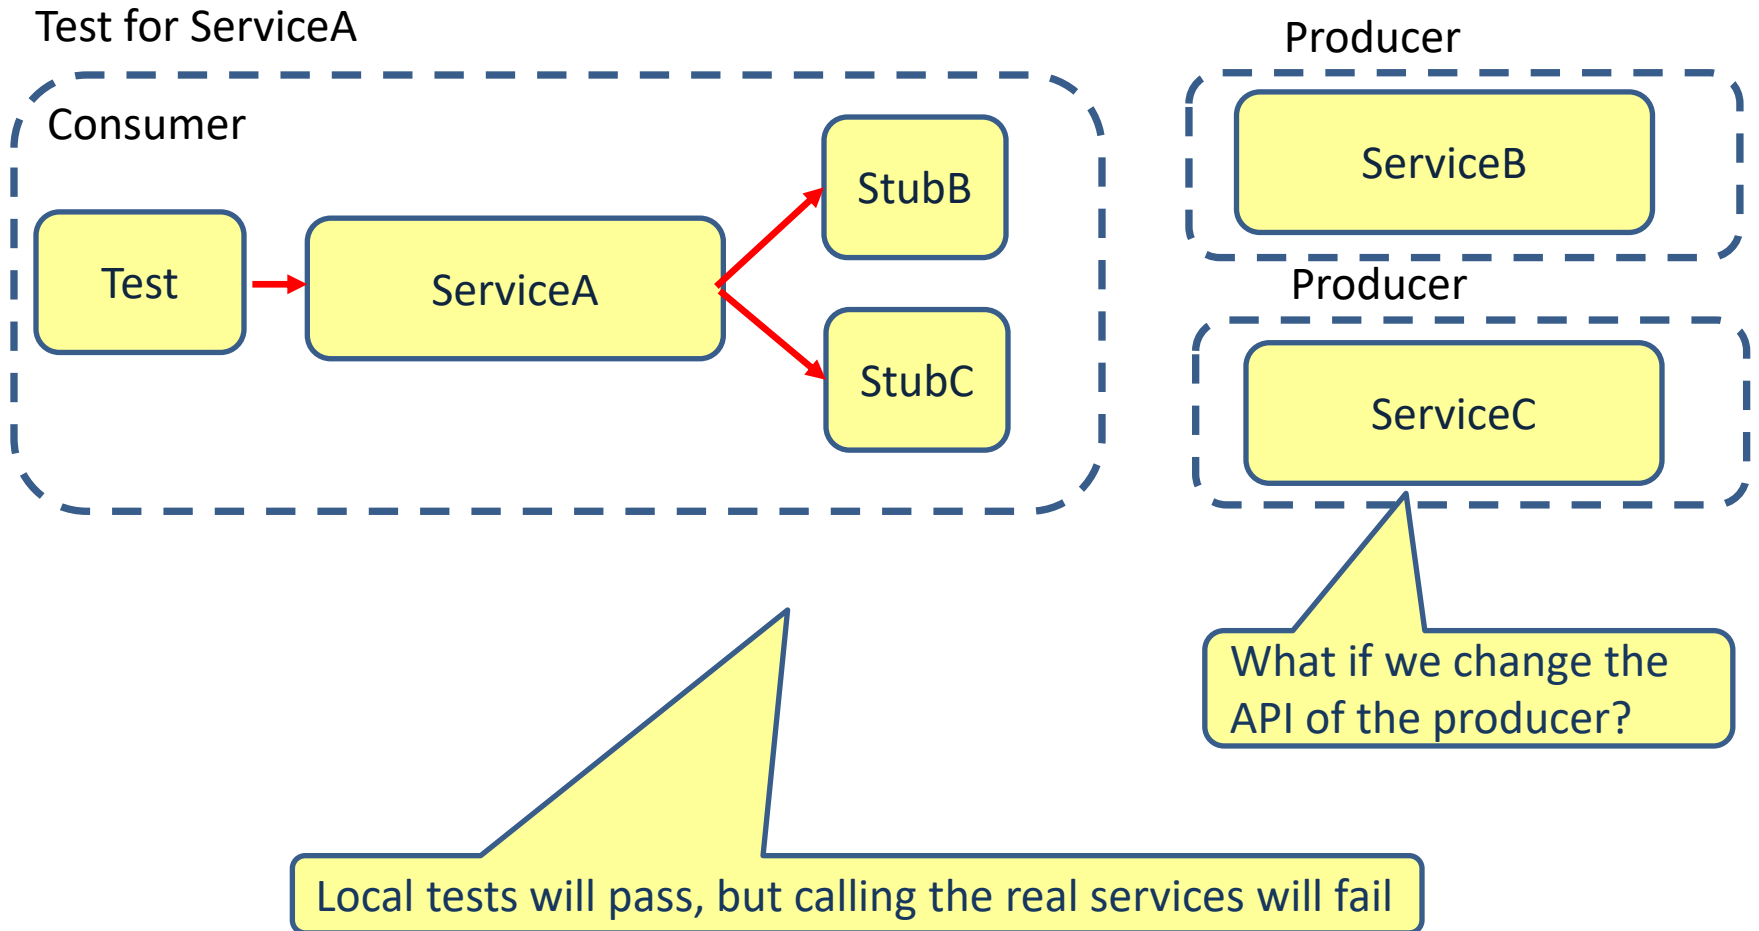 Test for ServiceA
Consumer
Test
ServiceA
StubB
StubC
Producer
ServiceB
Producer
ServiceC
What if we change the
API of the producer?
Local tests will pass, but calling the real services will fail